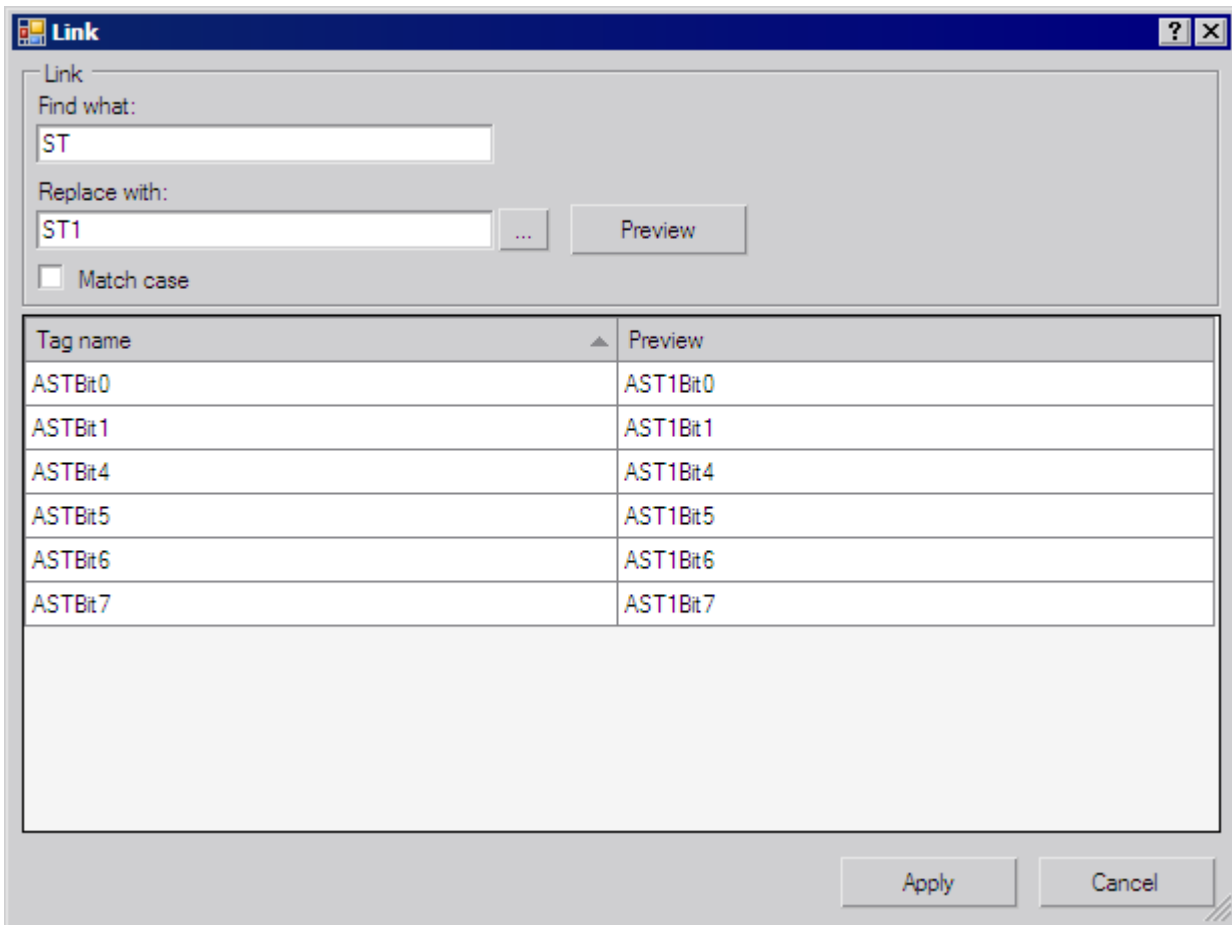 Link
Link
Find what:
ST
Replace with:
ST1 ... Preview
Match case
Tag name Preview
ASTBit0 AST1Bit0
ASTBit1 AST1Bit1
ASTBit4 AST1Bit4
ASTBit5 AST1Bit5
ASTBit6 AST1Bit6
ASTBit7 AST1Bit7
Apply Cancel